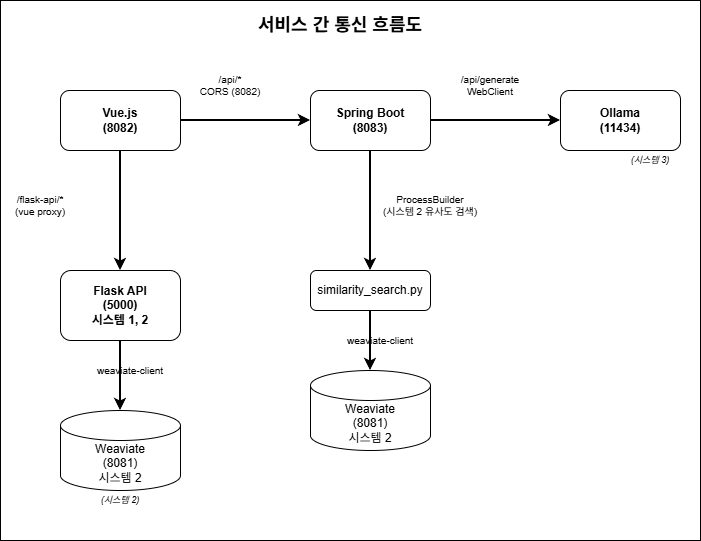 서비스 간 통신 흐름도
/api/*
CORS (8082)
/api/generate
WebClient
Vue.js
(8082)
Spring Boot
(8083)
Ollama
(11434)
(시스템 3)
/flask-api/*
(vue proxy)
ProcessBuilder
(시스템 2 유사도 검색)
Flask API
(5000)
시스템 1, 2
similarity_search.py
weaviate-client
weaviate-client
Weaviate
(8081)
시스템 2
Weaviate
(8081)
시스템 2
(시스템 2)